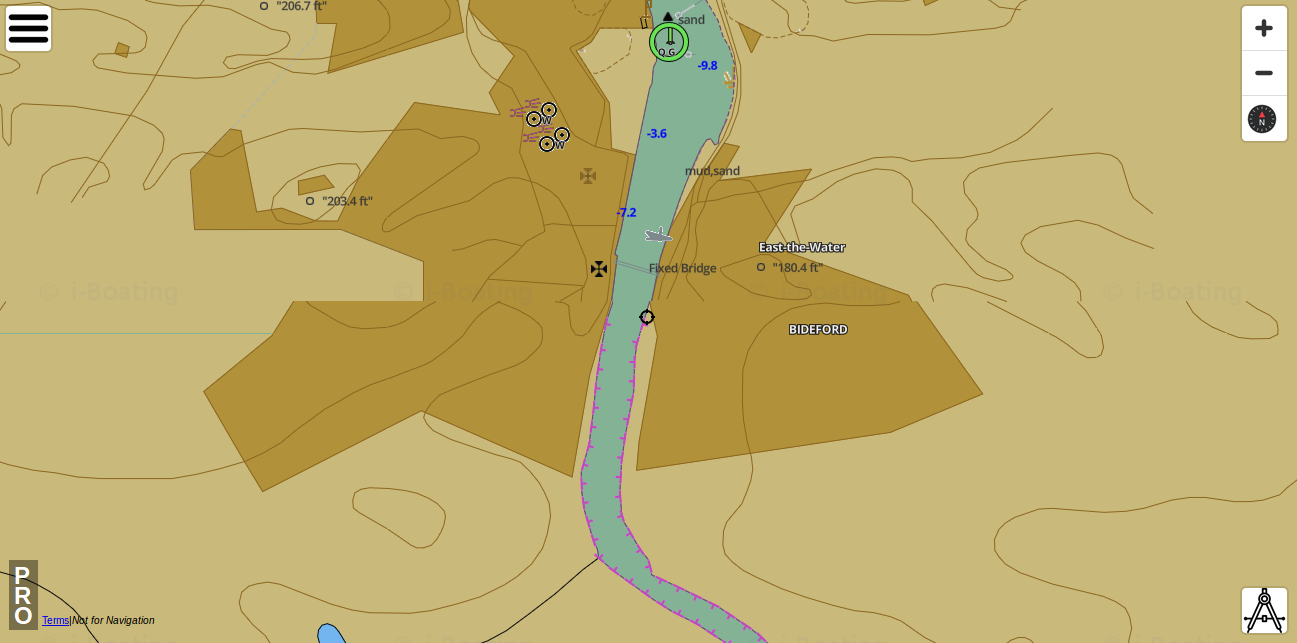 "206.7 ft"
sand
Q.G.
-9.8
W
-3.6
W
mud,sand
"203.4 ft"
-7.2
East-the-Water
Fixed Bridge
"180.4 ft"
© i-Boating
© i-Boating
© i-Boating
© i-Boating
BIDEFORD
N
PRO
Terms|Not for Navigation